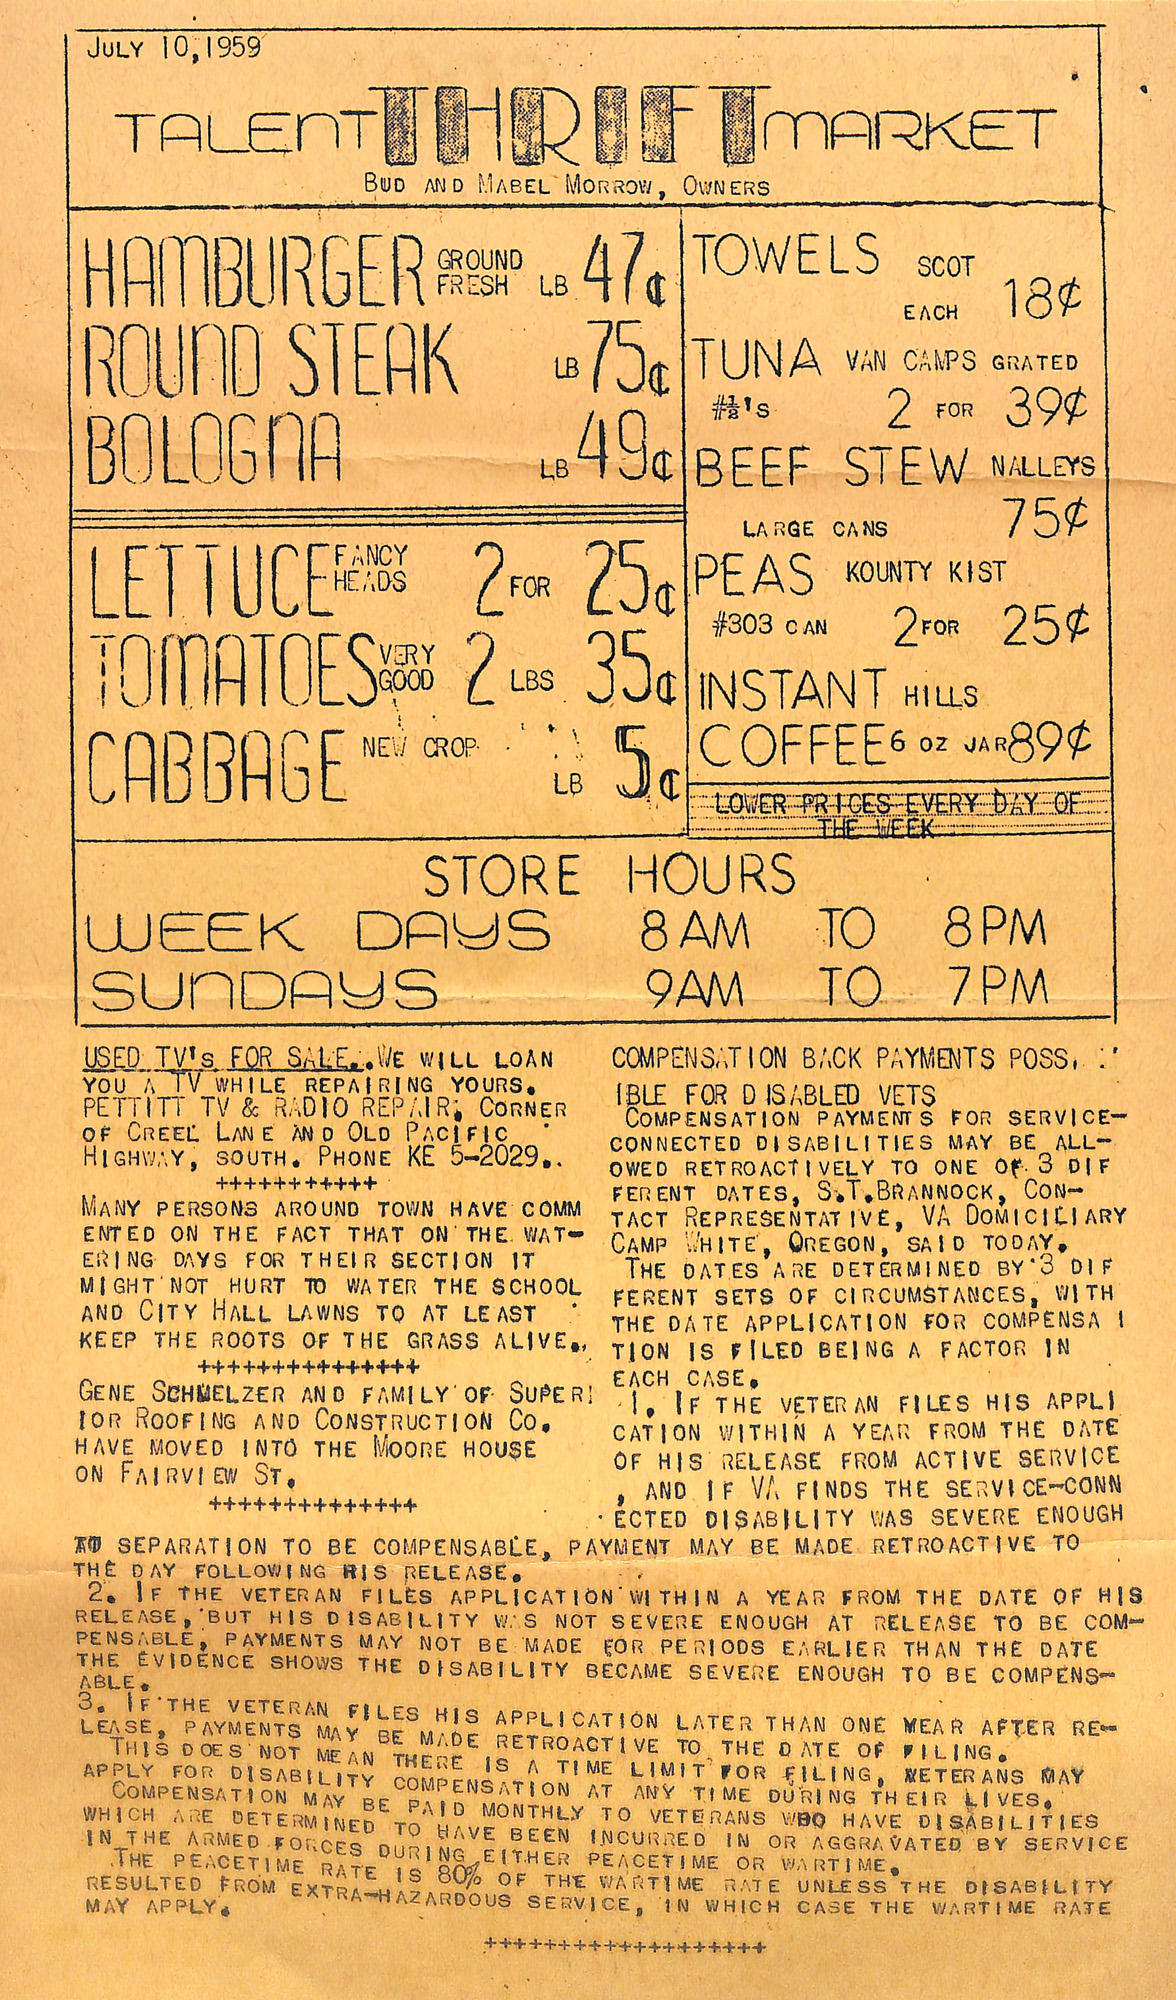 JULY 10,1959
TALENT THRIFT MARKET
BUD AND MABEL MORROW, OWNERS
HAMBURGER GROUND FRESH LB 47¢
ROUND STEAK LB 75¢
BOLOGNA LB 49¢
LETTUCE FANCY HEADS 2 FOR 25¢
TOMATOES VERY GOOD 2 LBS 35¢
CABBAGE NEW CROP LB 5¢
TOWELS SCOT
EACH 18¢
TUNA VAN CAMPS GRATED
#½'S 2 FOR 39¢
BEEF STEW NALLEYS
LARGE CANS 75¢
PEAS KOUNTY KIST
#303 CAN 2 FOR 25¢
INSTANT HILLS
COFFEE 6 OZ JAR 89¢
LOWER PRICES EVERY DAY OF
THE WEEK
STORE HOURS
WEEK DAYS 8AM TO 8PM
SUNDAYS 9AM TO 7PM
USED TV's FOR SALE...WE WILL LOAN
YOU A TV WHILE REPAIRING YOURS.
PETTITT TV & RADIO REPAIR; CORNER
OF CREEL LANE AND OLD PACIFIC
HIGHWAY, SOUTH. PHONE KE 5-2029..
+++++++++++
MANY PERSONS AROUND TOWN HAVE COMM
ENTED ON THE FACT THAT ON THE WAT-
ERING DAYS FOR THEIR SECTION IT
MIGHT NOT HURT TO WATER THE SCHOOL
AND CITY HALL LAWNS TO AT LEAST
KEEP THE ROOTS OF THE GRASS ALIVE..
+++++++++++++++
GENE SCHMELZER AND FAMILY OF SUPER
IOR ROOFING AND CONSTRUCTION CO.
HAVE MOVED INTO THE MOORE HOUSE
ON FAIRVIEW ST.
++++++++++++++
COMPENSATION BACK PAYMENTS POSS.
IBLE FOR DISABLED VETS
COMPENSATION PAYMENTS FOR SERVICE-
CONNECTED DISABILITIES MAY BE ALL-
OWED RETROACTIVELY TO ONE OF 3 DIF
FERENT DATES, S.T.BRANNOCK, CON-
TACT REPRESENTATIVE, VA DOMICILIARY
CAMP WHITE, OREGON, SAID TODAY.
THE DATES ARE DETERMINED BY 3 DIF
FERENT SETS OF CIRCUMSTANCES, WITH
THE DATE APPLICATION FOR COMPENSA I
TION IS FILED BEING A FACTOR IN
EACH CASE.
1. IF THE VETERAN FILES HIS APPLI
CATION WITHIN A YEAR FROM THE DATE
OF HIS RELEASE FROM ACTIVE SERVICE
, AND IF VA FINDS THE SERVICE-CONN
ECTED DISABILITY WAS SEVERE ENOUGH
TO SEPARATION TO BE COMPENSABLE, PAYMENT MAY BE MADE RETROACTIVE TO
THE DAY FOLLOWING HIS RELEASE.
2. IF THE VETERAN FILES APPLICATION WITHIN A YEAR FROM THE DATE OF HIS
RELEASE, BUT HIS DISABILITY WAS NOT SEVERE ENOUGH AT RELEASE TO BE COM-
PENSABLE, PAYMENTS MAY NOT BE MADE FOR PERIODS EARLIER THAN THE DATE
THE EVIDENCE SHOWS THE DISABILITY BECAME SEVERE ENOUGH TO BE COMPENS-
ABLE.
3. IF THE VETERAN FILES HIS APPLICATION LATER THAN ONE YEAR AFTER RE-
LEASE, PAYMENTS MAY BE MADE RETROACTIVE TO THE DATE OF FILING.
THIS DOES NOT MEAN THERE IS A TIME LIMIT FOR FILING, VETERANS MAY
APPLY FOR DISABILITY COMPENSATION AT ANY TIME DURING THEIR LIVES.
COMPENSATION MAY BE PAID MONTHLY TO VETERANS WHO HAVE DISABILITIES
WHICH ARE DETERMINED TO HAVE BEEN INCURRED IN OR AGGRAVATED BY SERVICE
IN THE ARMED FORCES DURING EITHER PEACETIME OR WARTIME.
THE PEACETIME RATE IS 80% OF THE WARTIME RATE UNLESS THE DISABILITY
RESULTED FROM EXTRA-HAZARDOUS SERVICE, IN WHICH CASE THE WARTIME RATE
MAY APPLY.
+++++++++++++++++++